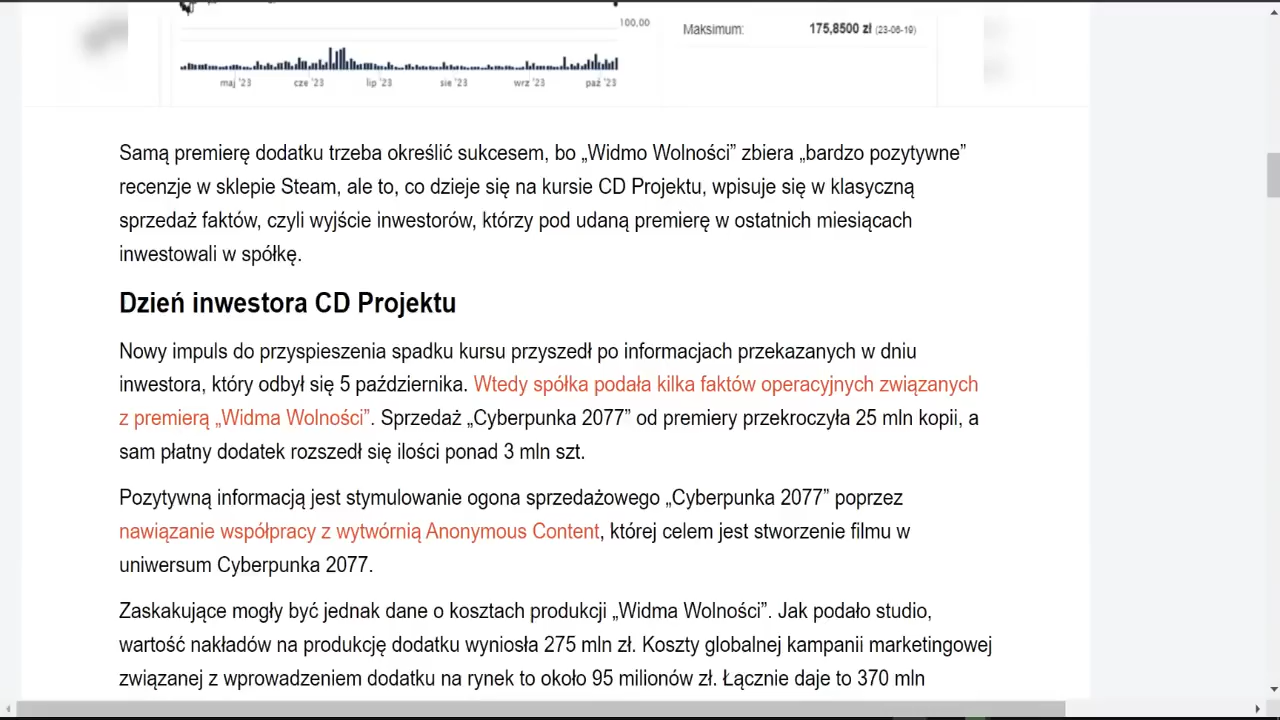 100,00
Maksimum: 175,8500 zł (23-06-19)
maj '23 cze '23 lip '23 sie '23 wrz '23 paź '23
Samą premierę dodatku trzeba określić sukcesem, bo „Widmo Wolności” zbiera „bardzo pozytywne”
recenzje w sklepie Steam, ale to, co dzieje się na kursie CD Projektu, wpisuje się w klasyczną
sprzedaż faktów, czyli wyjście inwestorów, którzy pod udaną premierę w ostatnich miesiącach
inwestowali w spółkę.
Dzień inwestora CD Projektu
Nowy impuls do przyspieszenia spadku kursu przyszedł po informacjach przekazanych w dniu
inwestora, który odbył się 5 października. Wtedy spółka podała kilka faktów operacyjnych związanych
z premierą „Widma Wolności”. Sprzedaż „Cyberpunka 2077” od premiery przekroczyła 25 mln kopii, a
sam płatny dodatek rozszedł się ilości ponad 3 mln szt.
Pozytywną informacją jest stymulowanie ogona sprzedażowego „Cyberpunka 2077” poprzez
nawiązanie współpracy z wytwórnią Anonymous Content, której celem jest stworzenie filmu w
uniwersum Cyberpunka 2077.
Zaskakujące mogły być jednak dane o kosztach produkcji „Widma Wolności”. Jak podało studio,
wartość nakładów na produkcję dodatku wyniosła 275 mln zł. Koszty globalnej kampanii marketingowej
związanej z wprowadzeniem dodatku na rynek to około 95 milionów zł. Łącznie daje to 370 mln